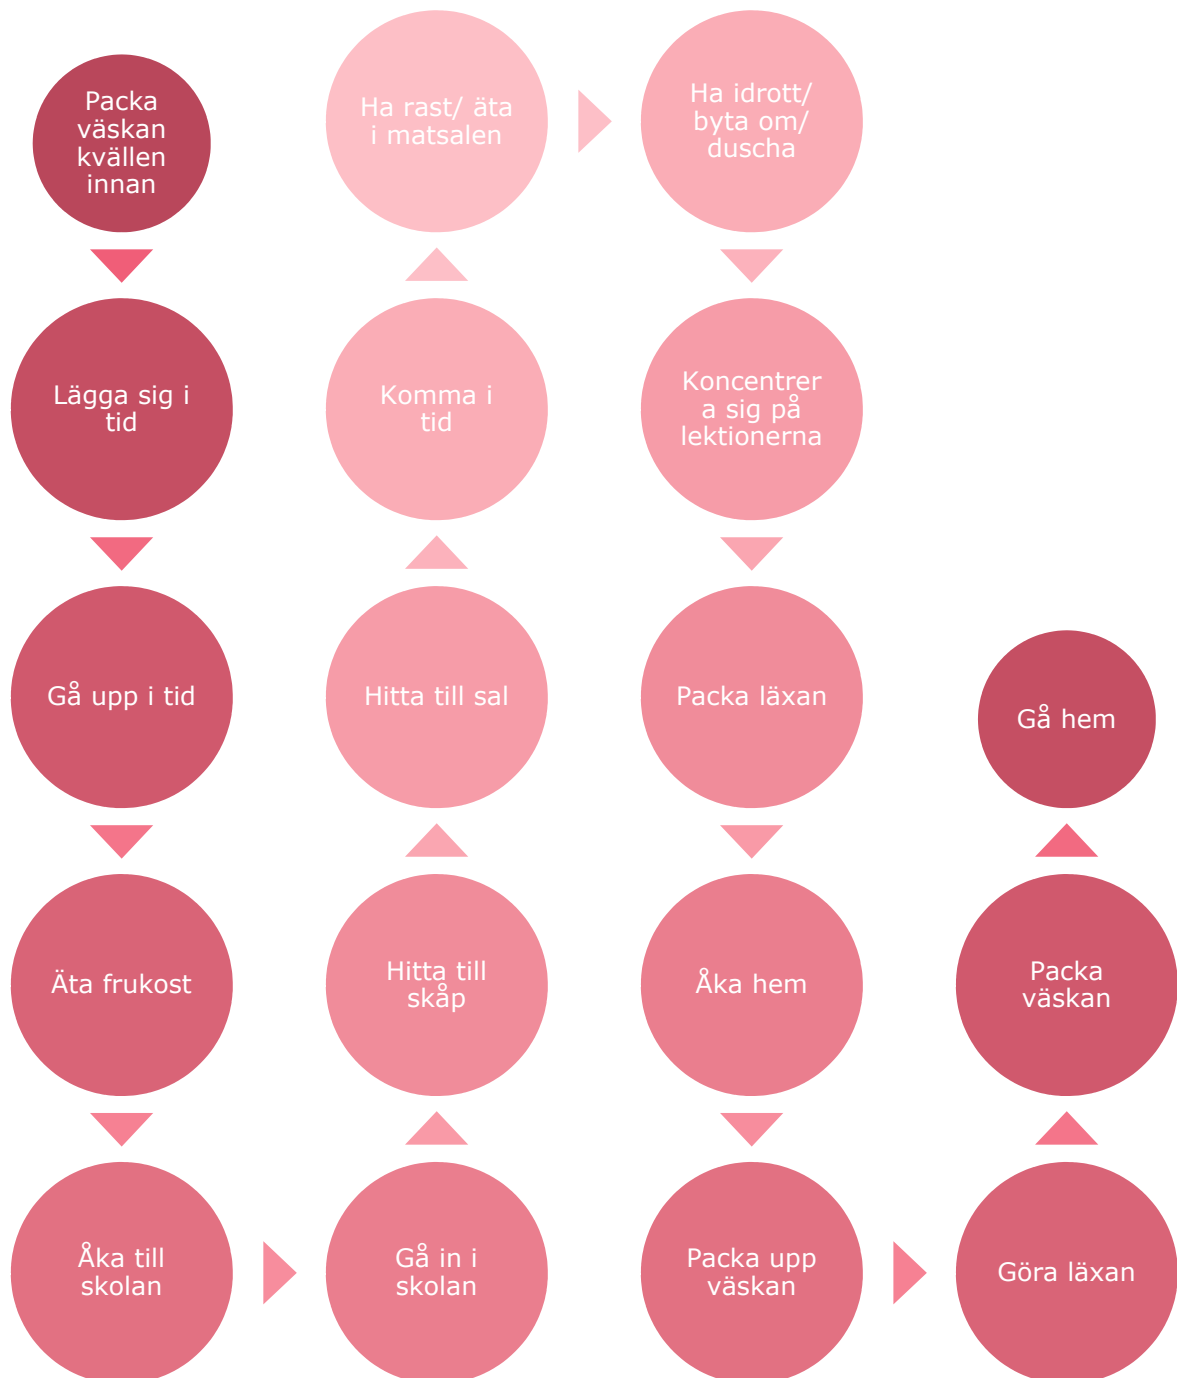 Packa
väskan
kvällen
innan
Lägga sig i
tid
Gå upp i tid
Äta frukost
Åka till
skolan
Gå in i
skolan
Hitta till
skåp
Hitta till sal
Komma i
tid
Ha rast/ äta
i matsalen
Ha idrott/
byta om/
duscha
Koncentrer
a sig på
lektionerna
Packa läxan
Åka hem
Packa upp
väskan
Göra läxan
Packa
väskan
Gå hem